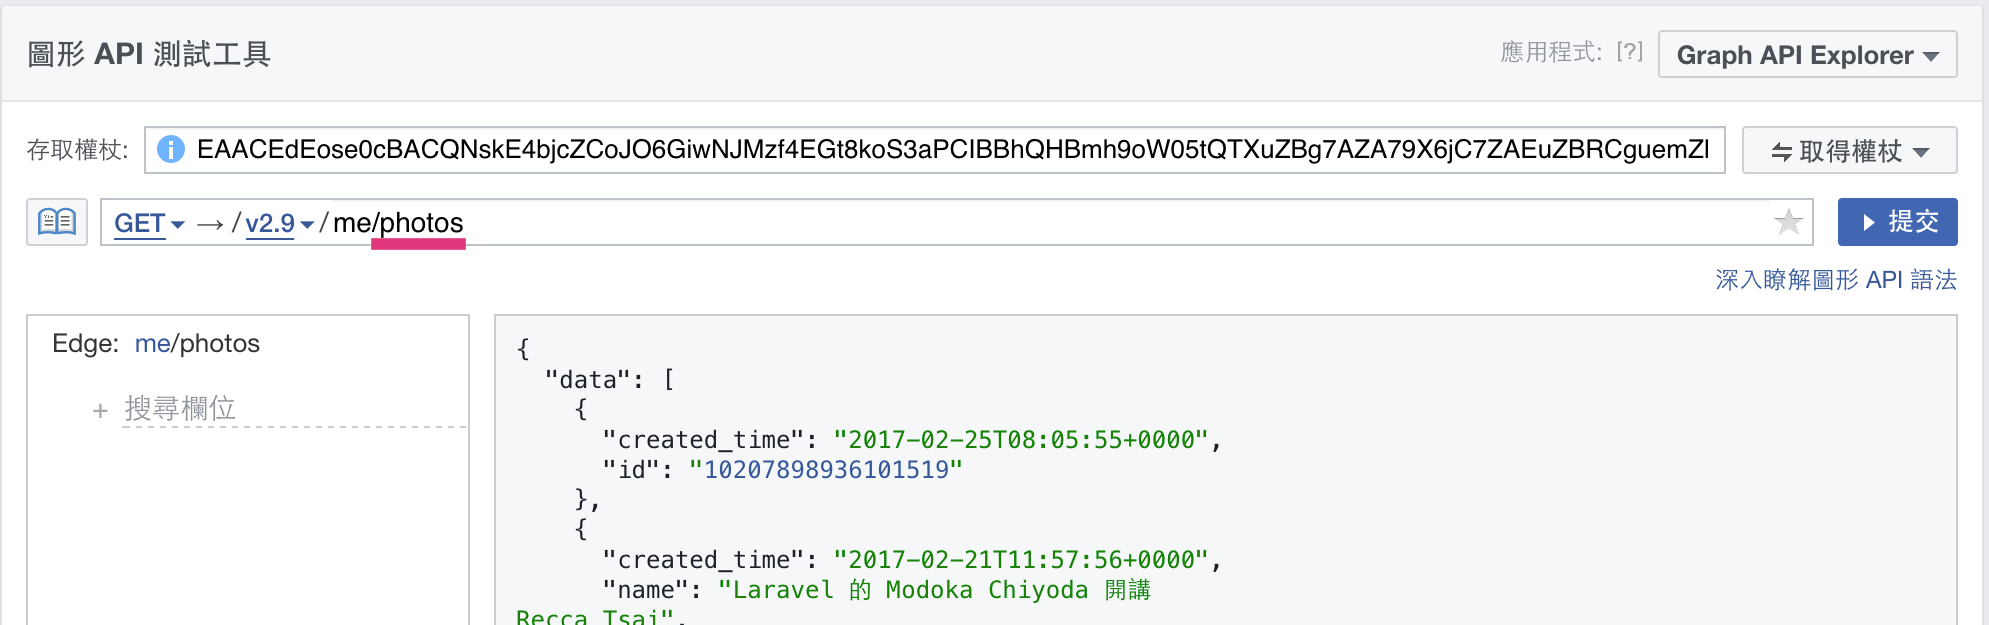 圖形 API 測試工具
應用程式: [?] Graph API Explorer
存取權杖: EAACEdEose0cBACQNskE4bjcZCoJO6GiwNJMzf4EGt8koS3aPCIBBhQHBmh9oW05tQTXuZBg7AZA79X6jC7ZAEuZBRCguemZI 取得權杖
GET → / v2.9 / me/photos 提交
深入瞭解圖形 API 語法
Edge: me/photos
+ 搜尋欄位
{
"data": [
{
"created_time": "2017-02-25T08:05:55+0000",
"id": "10207898936101519"
},
{
"created_time": "2017-02-21T11:57:56+0000",
"name": "Laravel 的 Modoka Chiyoda 開講
Recca Tsai",